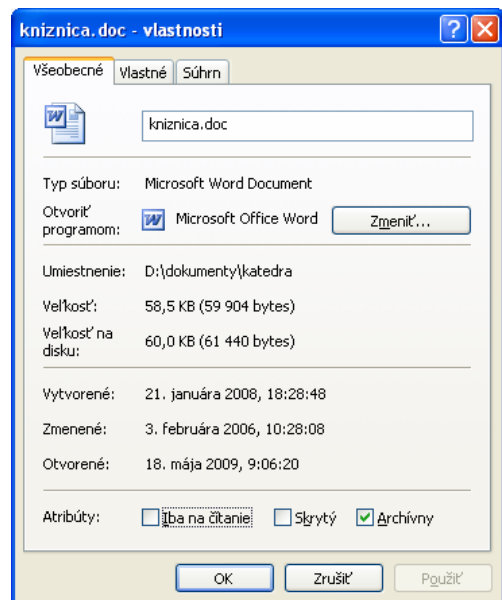 kniznica.doc - vlastnosti
Všeobecné Vlastné Súhrn
kniznica.doc
Typ súboru: Microsoft Word Document
Otvoriť programom: Microsoft Office Word Zmeniť...
Umiestnenie: D:\dokumenty\katedra
Veľkosť: 58,5 KB (59 904 bytes)
Veľkosť na disku: 60,0 KB (61 440 bytes)
Vytvorené: 21. januára 2008, 18:28:48
Zmenené: 3. februára 2006, 10:28:08
Otvorené: 18. mája 2009, 9:06:20
Atribúty: Iba na čítanie Skrytý Archívny
OK Zrušiť Použiť